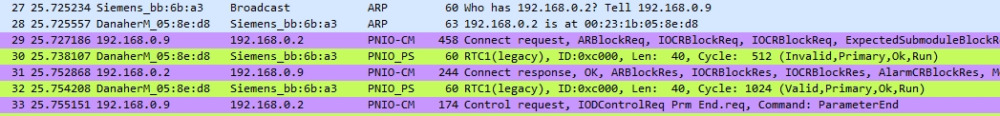 27 25.725234 Siemens_bb:6b:a3 Broadcast ARP 60 Who has 192.168.0.2? Tell 192.168.0.9
28 25.725557 DanaherM_05:8e:d8 Siemens_bb:6b:a3 ARP 63 192.168.0.2 is at 00:23:1b:05:8e:d8
29 25.727186 192.168.0.9 192.168.0.2 PNIO-CM 458 Connect request, ARBlockReq, IOCRBlockReq, IOCRBlockReq, ExpectedSubmoduleBlockR
30 25.738107 DanaherM_05:8e:d8 Siemens_bb:6b:a3 PNIO_PS 60 RTC1(legacy), ID:0xc000, Len: 40, Cycle: 512 (Invalid,Primary,Ok,Run)
31 25.752868 192.168.0.2 192.168.0.9 PNIO-CM 244 Connect response, OK, ARBlockRes, IOCRBlockRes, IOCRBlockRes, AlarmCRBlockRes, M
32 25.754208 DanaherM_05:8e:d8 Siemens_bb:6b:a3 PNIO_PS 60 RTC1(legacy), ID:0xc000, Len: 40, Cycle: 1024 (Valid,Primary,Ok,Run)
33 25.755151 192.168.0.9 192.168.0.2 PNIO-CM 174 Control request, IODControlReq Prm End.req, Command: ParameterEnd